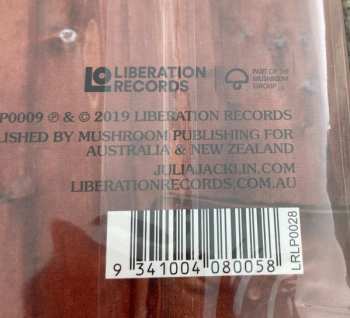 LIBERATION
RECORDS
PART OF THE
MUSHROOM
GROUP
P0009 ℗ & © 2019 LIBERATION RECORDS
LISHED BY MUSHROOM PUBLISHING FOR
AUSTRALIA & NEW ZEALAND
JULIAJACKLIN.COM
LIBERATIONRECORDS.COM.AU
9 341004 080058
LRLP0028